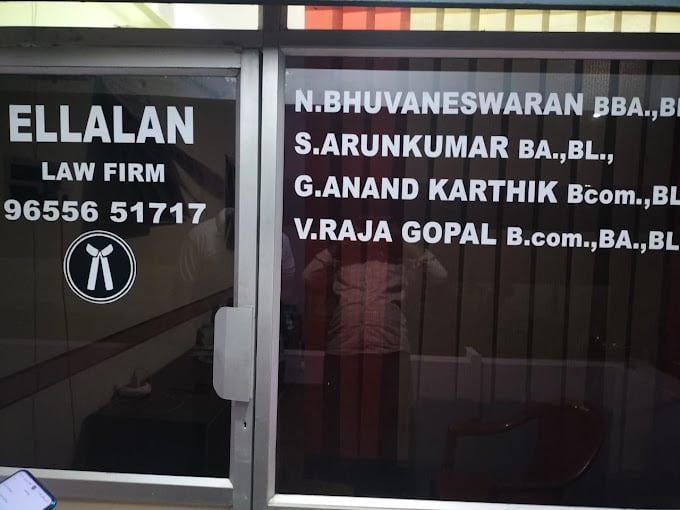 ELLALAN
LAW FIRM
96556 51717
N.BHUVANESWARAN BBA.,
S.ARUNKUMAR BA.,BL.,
G.ANAND KARTHIK Bcom.,BL
V.RAJA GOPAL B.com.,BA.,BL